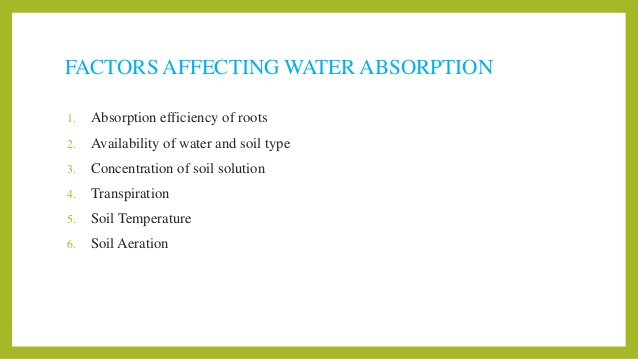 FACTORS AFFECTING WATER ABSORPTION
1. Absorption efficiency of roots
2. Availability of water and soil type
3. Concentration of soil solution
4. Transpiration
5. Soil Temperature
6. Soil Aeration